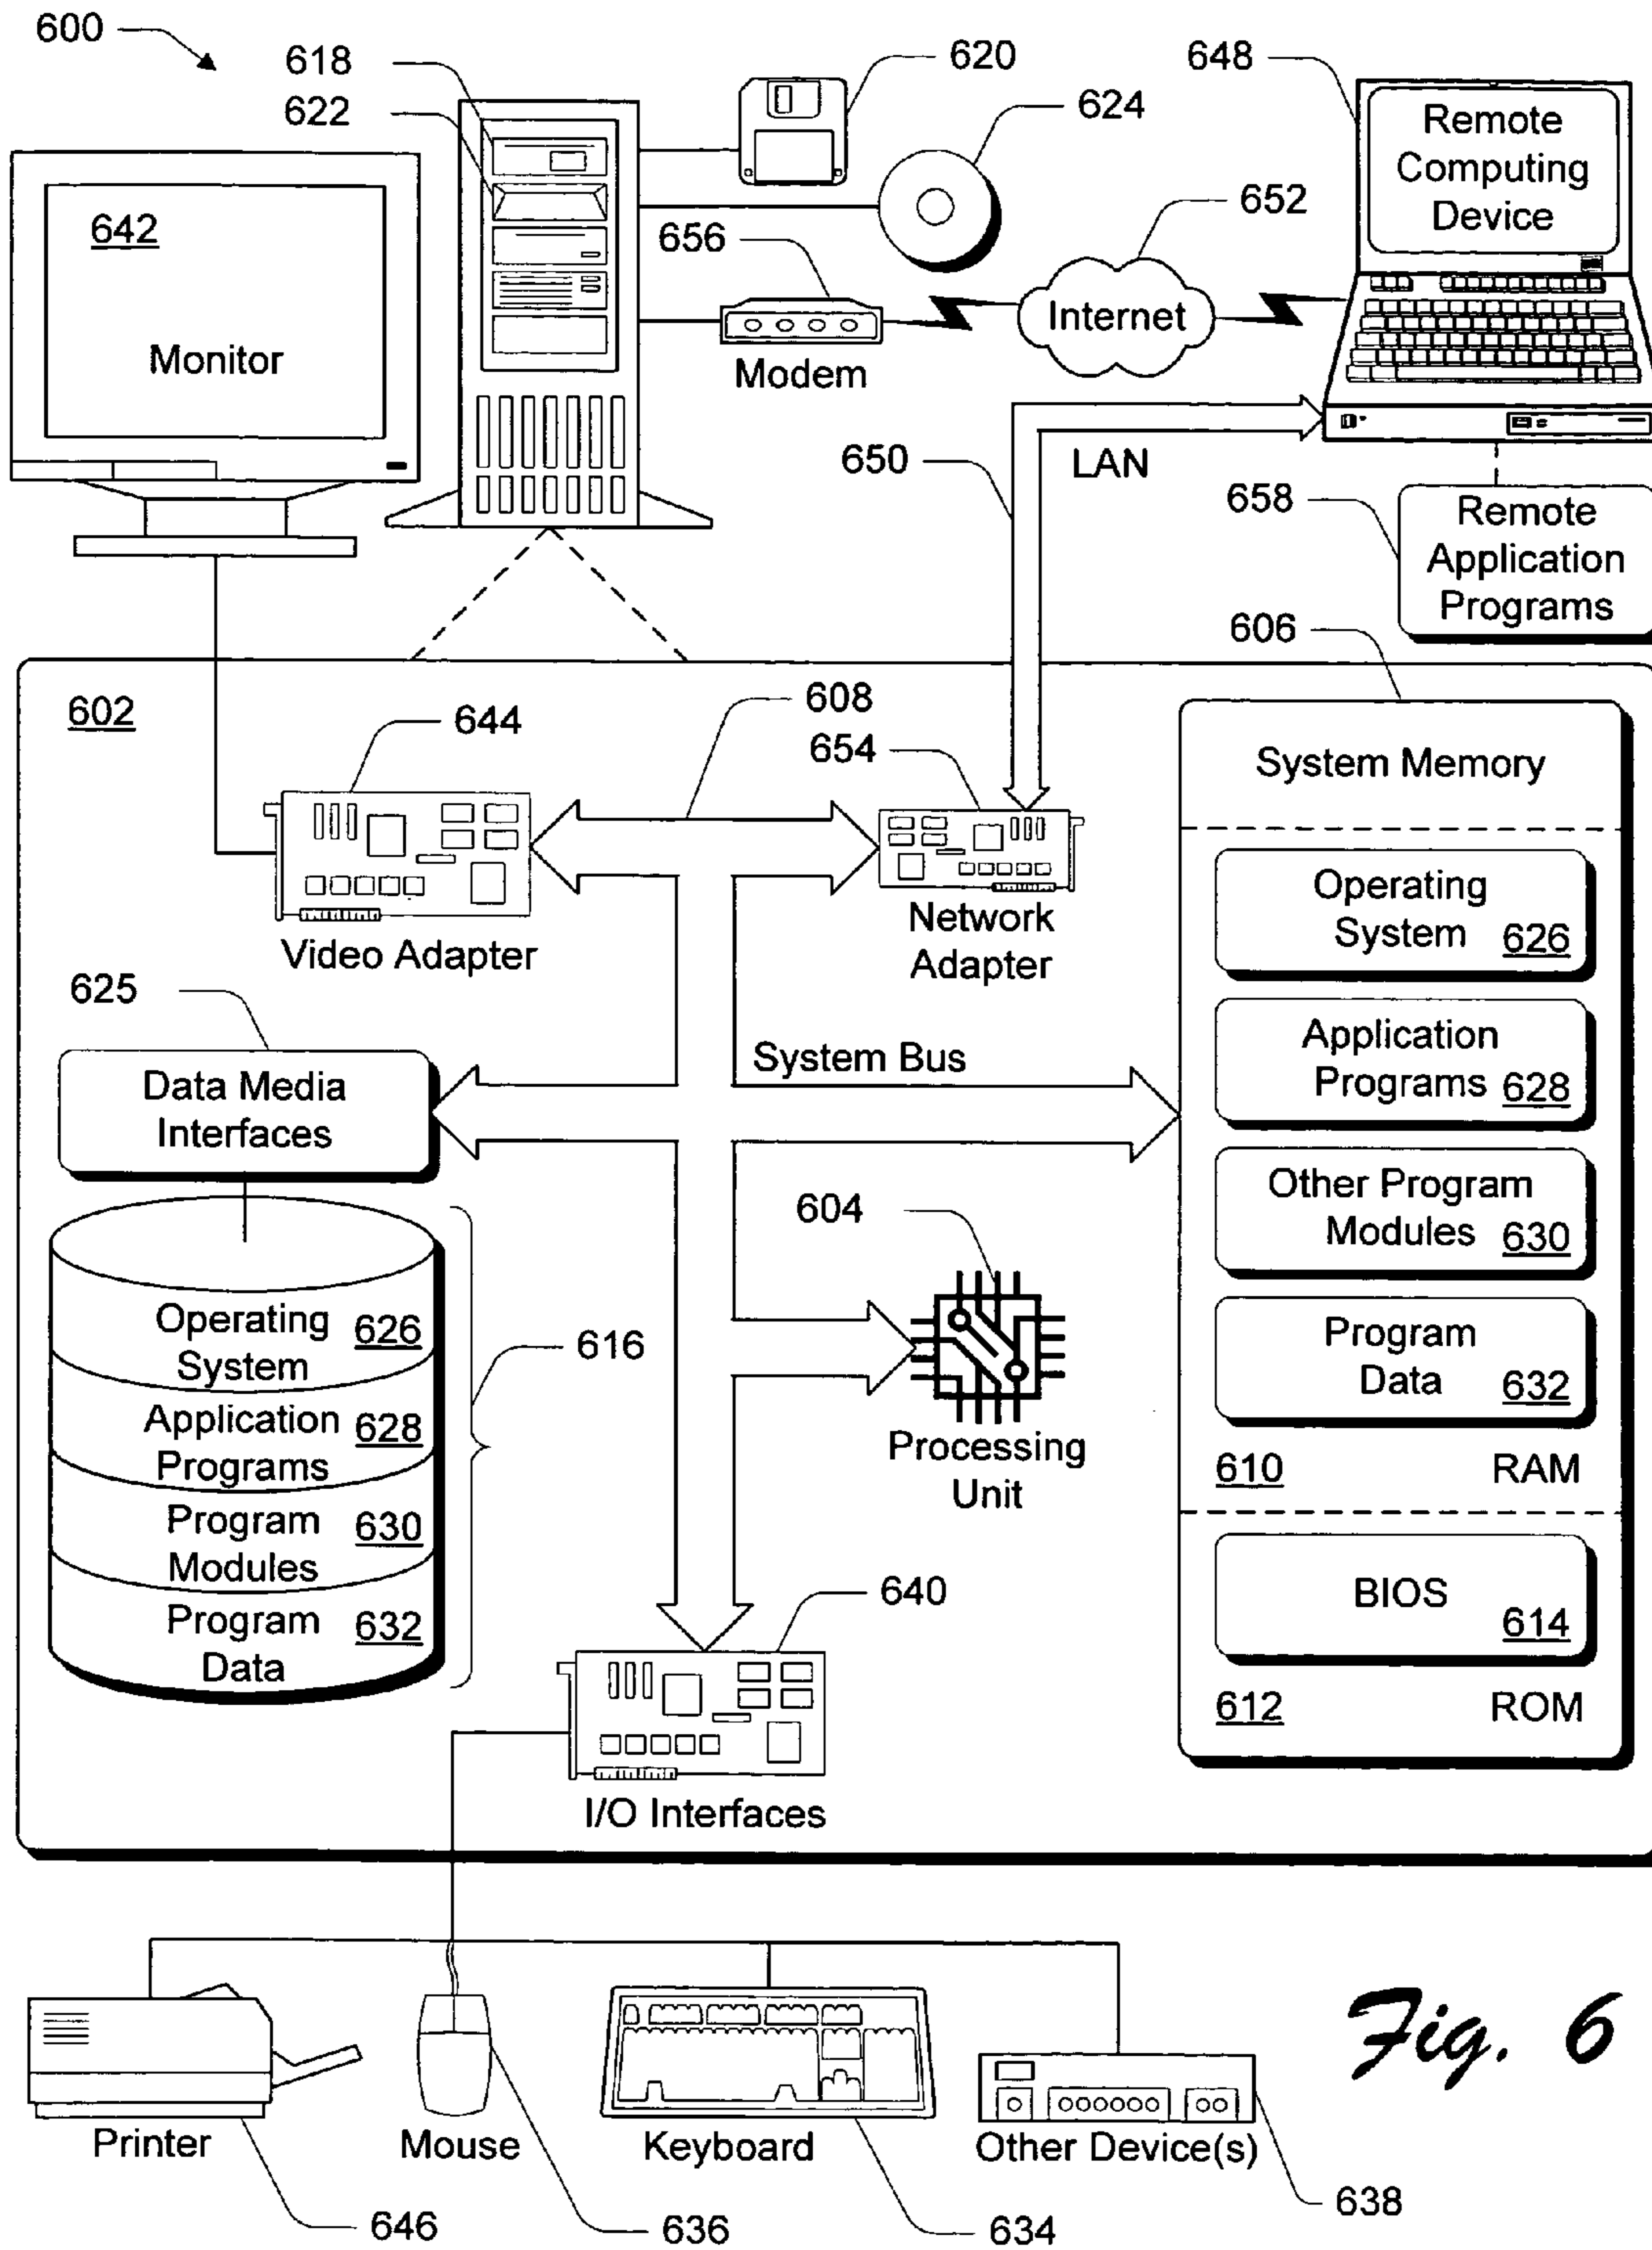 600
618
622
620
624
648
Remote
Computing
Device
642
Monitor
656
Modem
652
Internet
650
LAN
658
Remote
Application
Programs
606
602
644
Video Adapter
608
654
Network
Adapter
System Memory
Operating
System 626
Application
Programs 628
Other Program
Modules 630
Program
Data 632
610 RAM
BIOS
614
612 ROM
625
Data Media
Interfaces
System Bus
604
Processing
Unit
Operating
System 626
Application
Programs 628
Program
Modules 630
Program
Data 632
616
640
I/O Interfaces
Printer
646
Mouse
636
Keyboard
634
Other Device(s)
638
Fig. 6